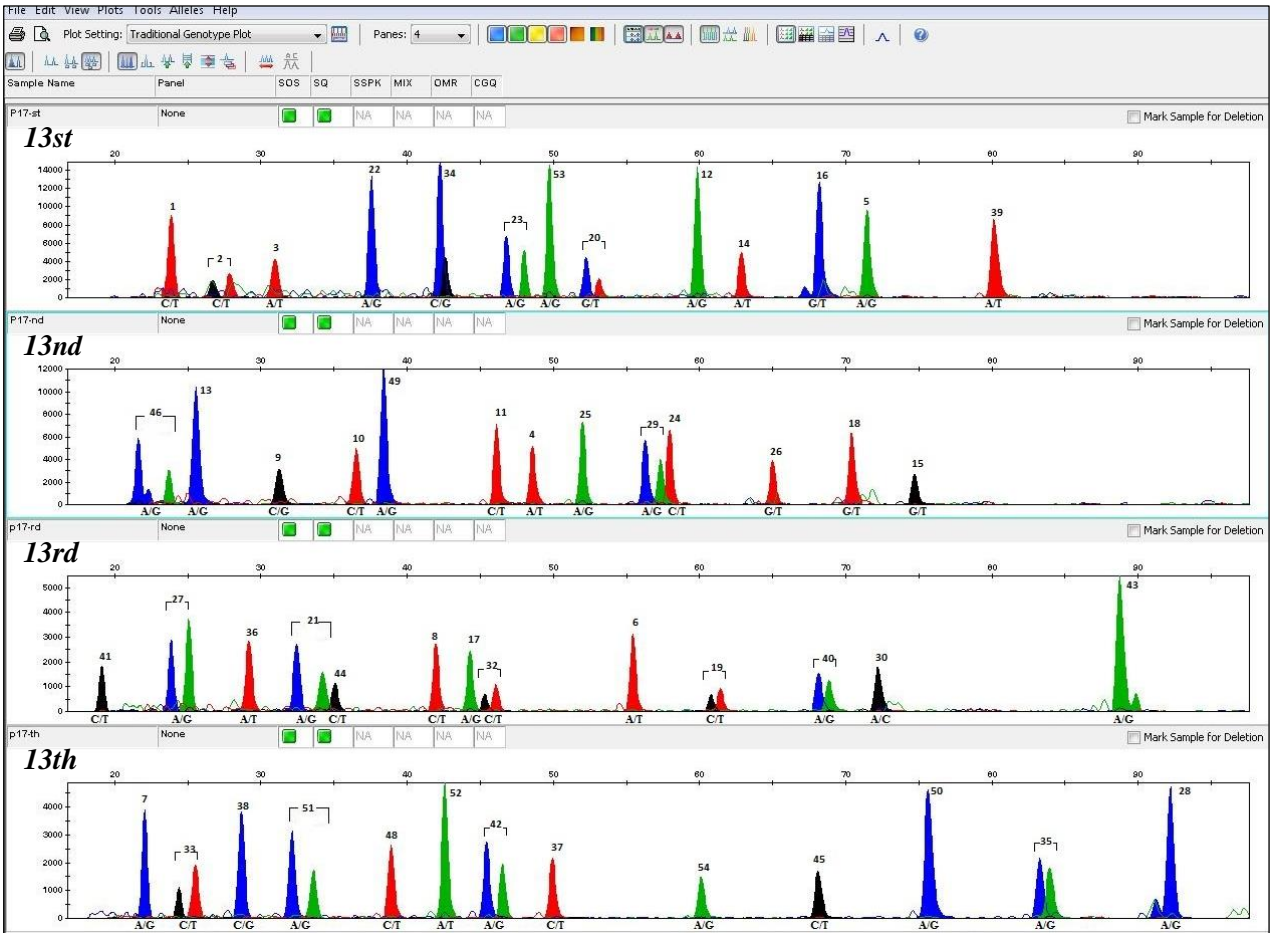 File Edit View Plots Tools Alleles Help
Plot Setting: Traditional Genotype Plot Panes: 4
Sample Name Panel SOS SQ SSPK MIX OMR CGQ
P17-st None NA NA NA NA Mark Sample for Deletion
13st
20 30 40 50 60 70 80 90
14000
12000
10000
8000
6000
4000
2000
0
1 2 3 22 34 23 53 20 12 14 16 5 39
C/T C/T A/T A/G C/G A/G A/G G/T A/G A/T G/T A/G A/T
P17-nd None NA NA NA NA Mark Sample for Deletion
13nd
20 30 40 50 60 70 80 90
12000
10000
8000
6000
4000
2000
0
46 13 9 10 49 11 4 25 29 24 26 18 15
A/G A/G C/G C/T A/G C/T A/T A/G A/G C/T G/T G/T G/T
p17-rd None NA NA NA NA Mark Sample for Deletion
13rd
20 30 40 50 60 70 80 90
5000
4000
3000
2000
1000
0
41 27 36 21 44 8 17 32 6 19 40 30 43
C/T A/G A/T A/G C/T C/T A/G C/T A/T C/T A/G A/C A/G
p17-th None NA NA NA NA Mark Sample for Deletion
13th
20 30 40 50 60 70 80 90
4000
3000
2000
1000
0
7 33 38 51 48 52 42 37 54 45 50 35 28
A/G C/T C/G A/G C/T A/T A/G C/T A/G C/T A/G A/G A/G